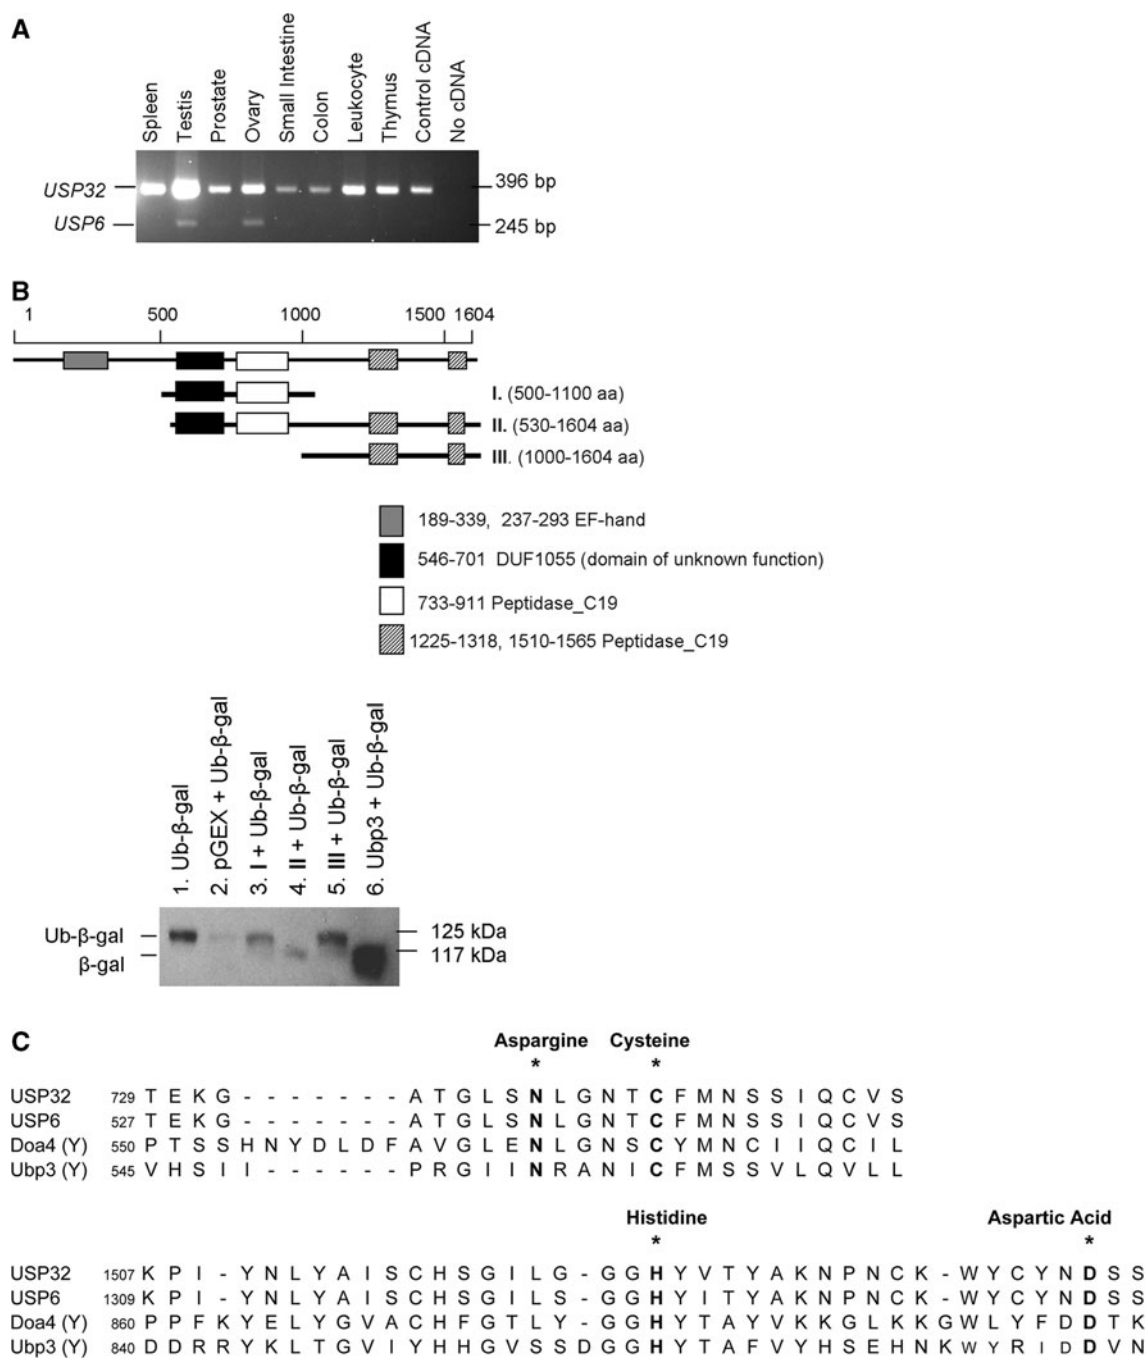 A
Spleen
Testis
Prostate
Ovary
Small Intestine
Colon
Leukocyte
Thymus
Control cDNA
No cDNA
USP32
396 bp
USP6
245 bp
B
1 500 1000 1500 1604
I. (500-1100 aa)
II. (530-1604 aa)
III. (1000-1604 aa)
189-339, 237-293 EF-hand
546-701 DUF1055 (domain of unknown function)
733-911 Peptidase_C19
1225-1318, 1510-1565 Peptidase_C19
1. Ub-β-gal
2. pGEX + Ub-β-gal
3. I + Ub-β-gal
4. II + Ub-β-gal
5. III + Ub-β-gal
6. Ubp3 + Ub-β-gal
Ub-β-gal
125 kDa
β-gal
117 kDa
C
Aspargine Cysteine
* *
USP32 729 T E K G - - - - - - - A T G L S N L G N T C F M N S S I Q C V S
USP6 527 T E K G - - - - - - - A T G L S N L G N T C F M N S S I Q C V S
Doa4 (Y) 550 P T S S H N Y D L D F A V G L E N L G N S C Y M N C I I Q C I L
Ubp3 (Y) 545 V H S I I - - - - - - P R G I I N R A N I C F M S S V L Q V L L
Histidine Aspartic Acid
* *
USP32 1507 K P I - Y N L Y A I S C H S G I L G - G G H Y V T Y A K N P N C K - W Y C Y N D S S
USP6 1309 K P I - Y N L Y A I S C H S G I L S - G G H Y I T Y A K N P N C K - W Y C Y N D S S
Doa4 (Y) 860 P P F K Y E L Y G V A C H F G T L Y - G G H Y T A Y V K K G L K K G W L Y F D D T K
Ubp3 (Y) 840 D D R R Y K L T G V I Y H H G V S S D G G H Y T A F V Y H S E H N K W Y R I D D V N